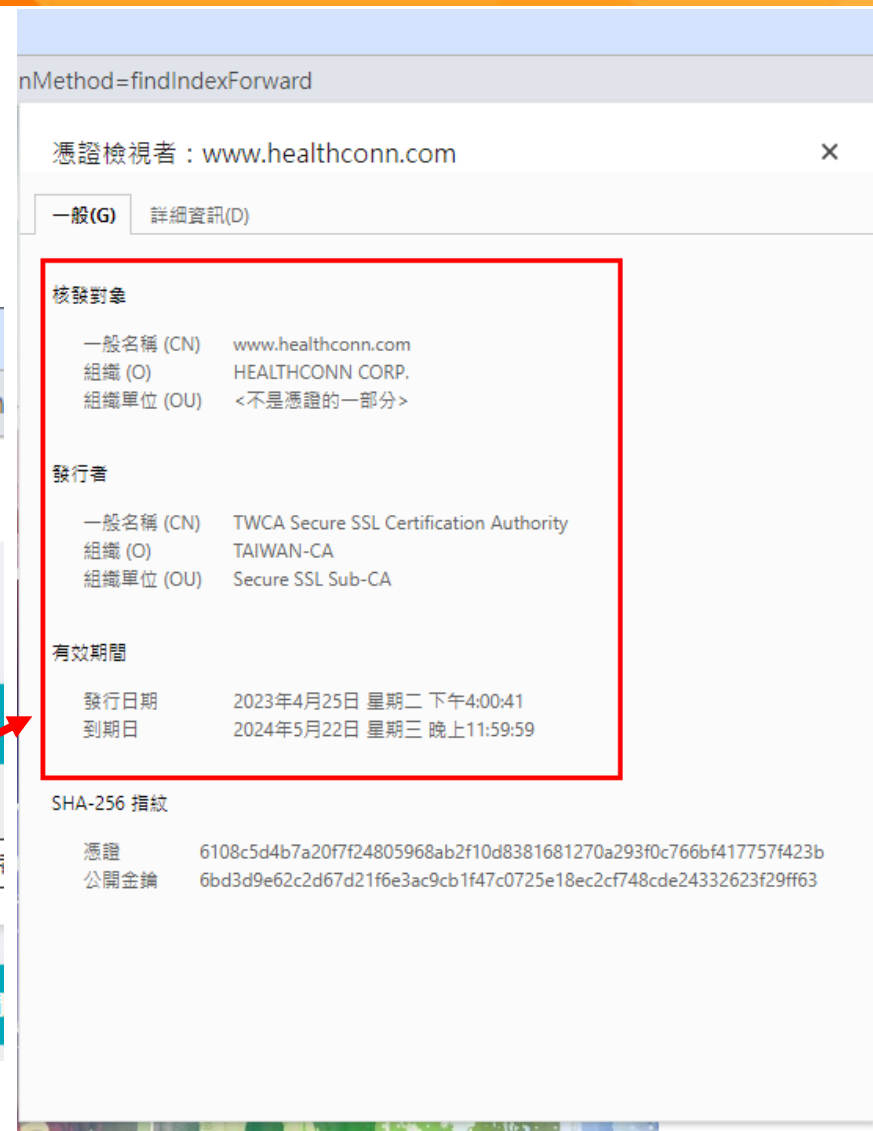 nMethod=findIndexForward
憑證檢視者：www.healthconn.com
一般(G) 詳細資訊(D)
核發對象
一般名稱 (CN) www.healthconn.com
組織 (O) HEALTHCONN CORP.
組織單位 (OU) <不是憑證的一部分>
發行者
一般名稱 (CN) TWCA Secure SSL Certification Authority
組織 (O) TAIWAN-CA
組織單位 (OU) Secure SSL Sub-CA
有效期間
發行日期 2023年4月25日 星期二 下午4:00:41
到期日 2024年5月22日 星期三 晚上11:59:59
SHA-256 指紋
憑證 6108c5d4b7a20f7f24805968ab2f10d8381681270a293f0c766bf417757f423b
公開金鑰 6bd3d9e62c2d67d21f6e3ac9cb1f47c0725e18ec2cf748cde24332623f29ff63